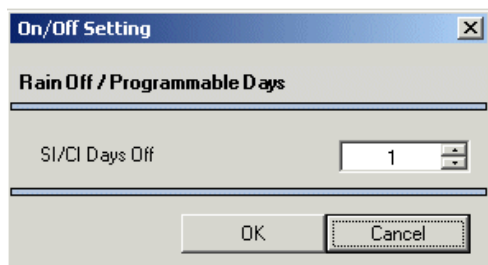 On/Off Setting
Rain Off / Programmable Days
SI/CI Days Off 1
OK Cancel